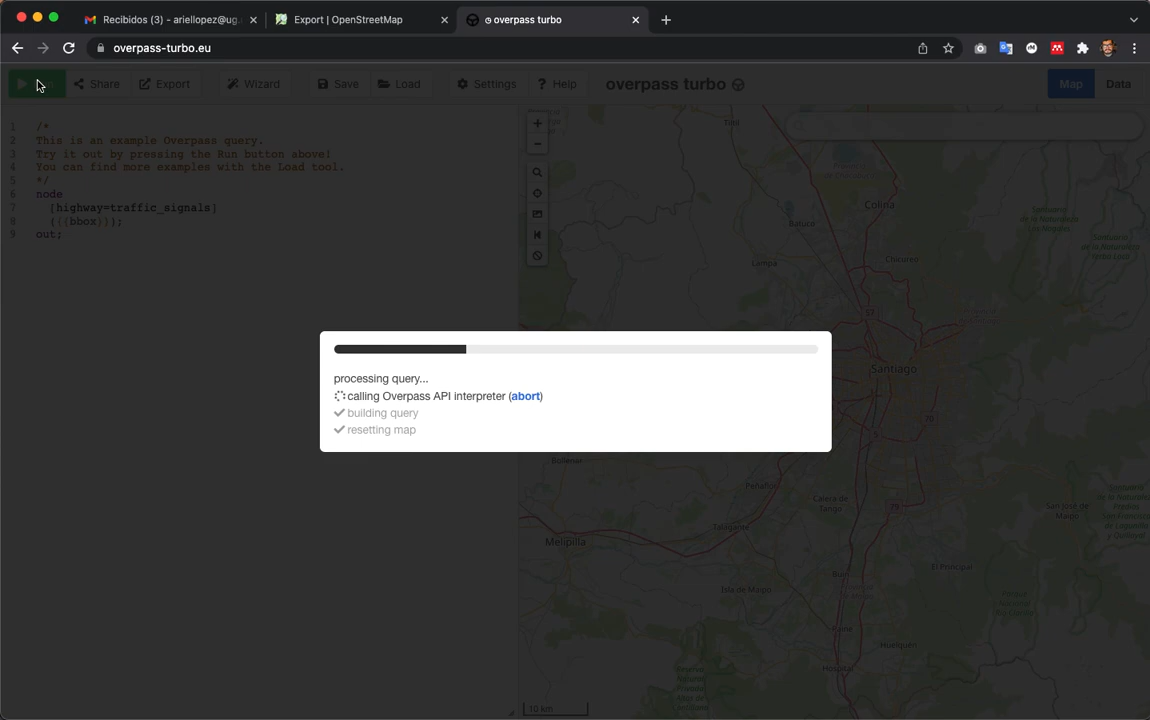 Recibidos (3) - ariellopez@ug.
Export | OpenStreetMap
overpass turbo
overpass-turbo.eu
Share
Export
Wizard
Save
Load
Settings
Help
overpass turbo
Map
Data
1 /*
2 This is an example Overpass query.
3 Try it out by pressing the Run button above!
4 You can find more examples with the Load tool.
5 */
6 node
7 [highway=traffic_signals]
8 ({{bbox}});
9 out;
processing query...
calling Overpass API interpreter (abort)
building query
resetting map
Tiltil
Colina
Batuco
Chicureo
Lampa
57
Santiago
Bollenar
Peñaflor
Calera de
Tango
San José de
Maipo
Talagante
Melipilla
El Principal
Buin
Isla de Maipo
Paine
Huelquen
Hospital
10 km